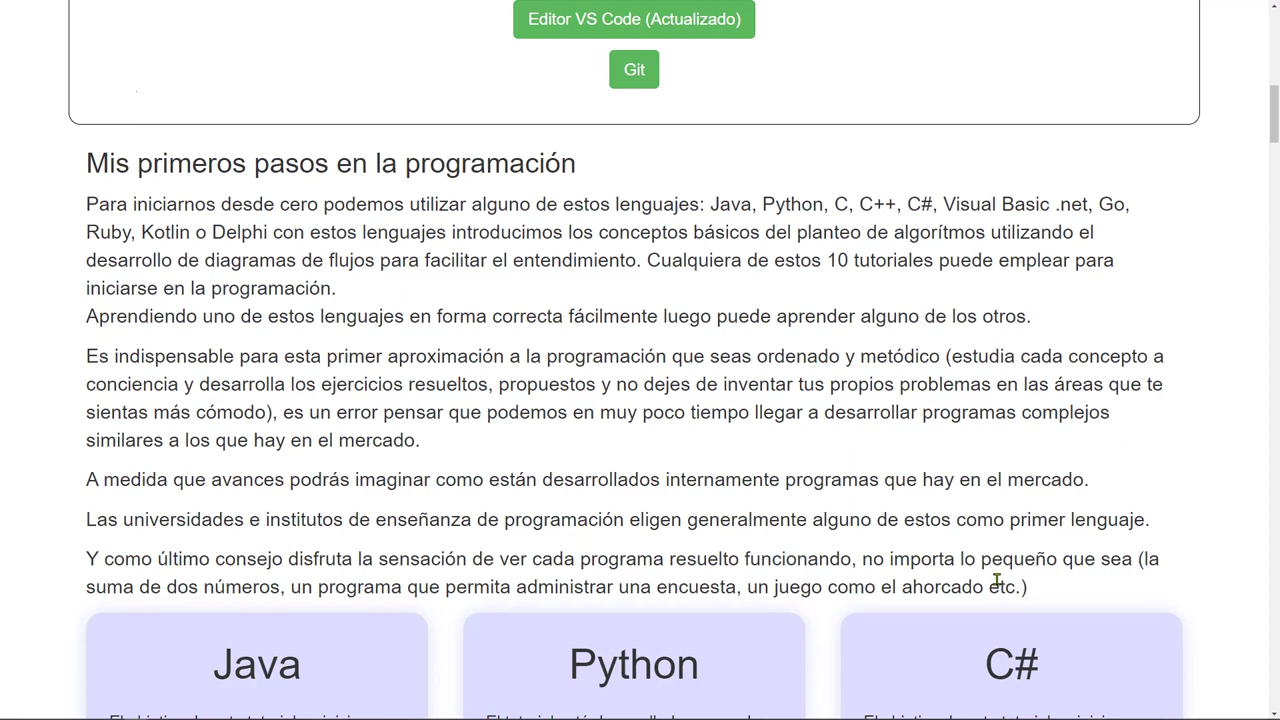 Editor VS Code (Actualizado)
Git
Mis primeros pasos en la programación
Para iniciarnos desde cero podemos utilizar alguno de estos lenguajes: Java, Python, C, C++, C#, Visual Basic .net, Go,
Ruby, Kotlin o Delphi con estos lenguajes introducimos los conceptos básicos del planteo de algorítmos utilizando el
desarrollo de diagramas de flujos para facilitar el entendimiento. Cualquiera de estos 10 tutoriales puede emplear para
iniciarse en la programación.
Aprendiendo uno de estos lenguajes en forma correcta fácilmente luego puede aprender alguno de los otros.
Es indispensable para esta primer aproximación a la programación que seas ordenado y metódico (estudia cada concepto a
conciencia y desarrolla los ejercicios resueltos, propuestos y no dejes de inventar tus propios problemas en las áreas que te
sientas más cómodo), es un error pensar que podemos en muy poco tiempo llegar a desarrollar programas complejos
similares a los que hay en el mercado.
A medida que avances podrás imaginar como están desarrollados internamente programas que hay en el mercado.
Las universidades e institutos de enseñanza de programación eligen generalmente alguno de estos como primer lenguaje.
Y como último consejo disfruta la sensación de ver cada programa resuelto funcionando, no importa lo pequeño que sea (la
suma de dos números, un programa que permita administrar una encuesta, un juego como el ahorcado etc.)
Java
Python
C#